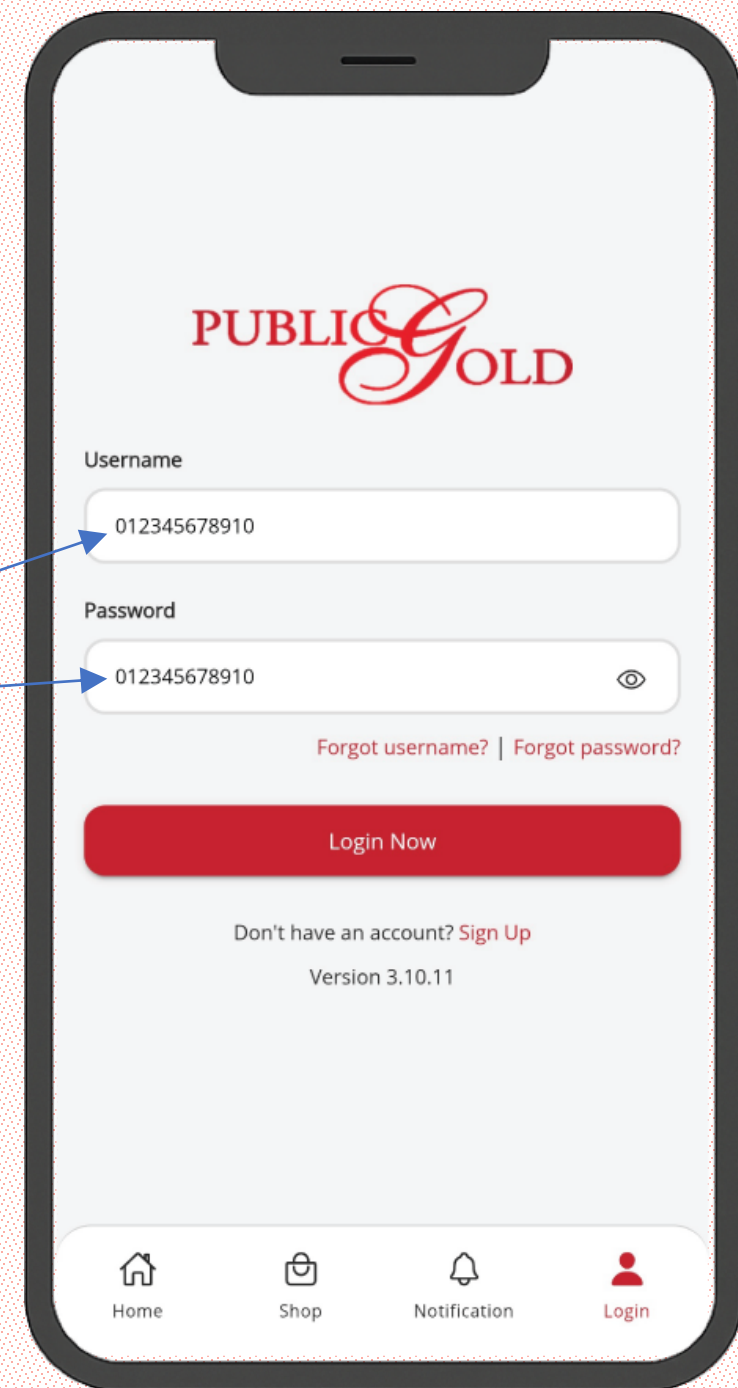 PUBLIC GOLD
Username
012345678910
Password
012345678910
Forgot username? | Forgot password?
Login Now
Don't have an account? Sign Up
Version 3.10.11
Home Shop Notification Login